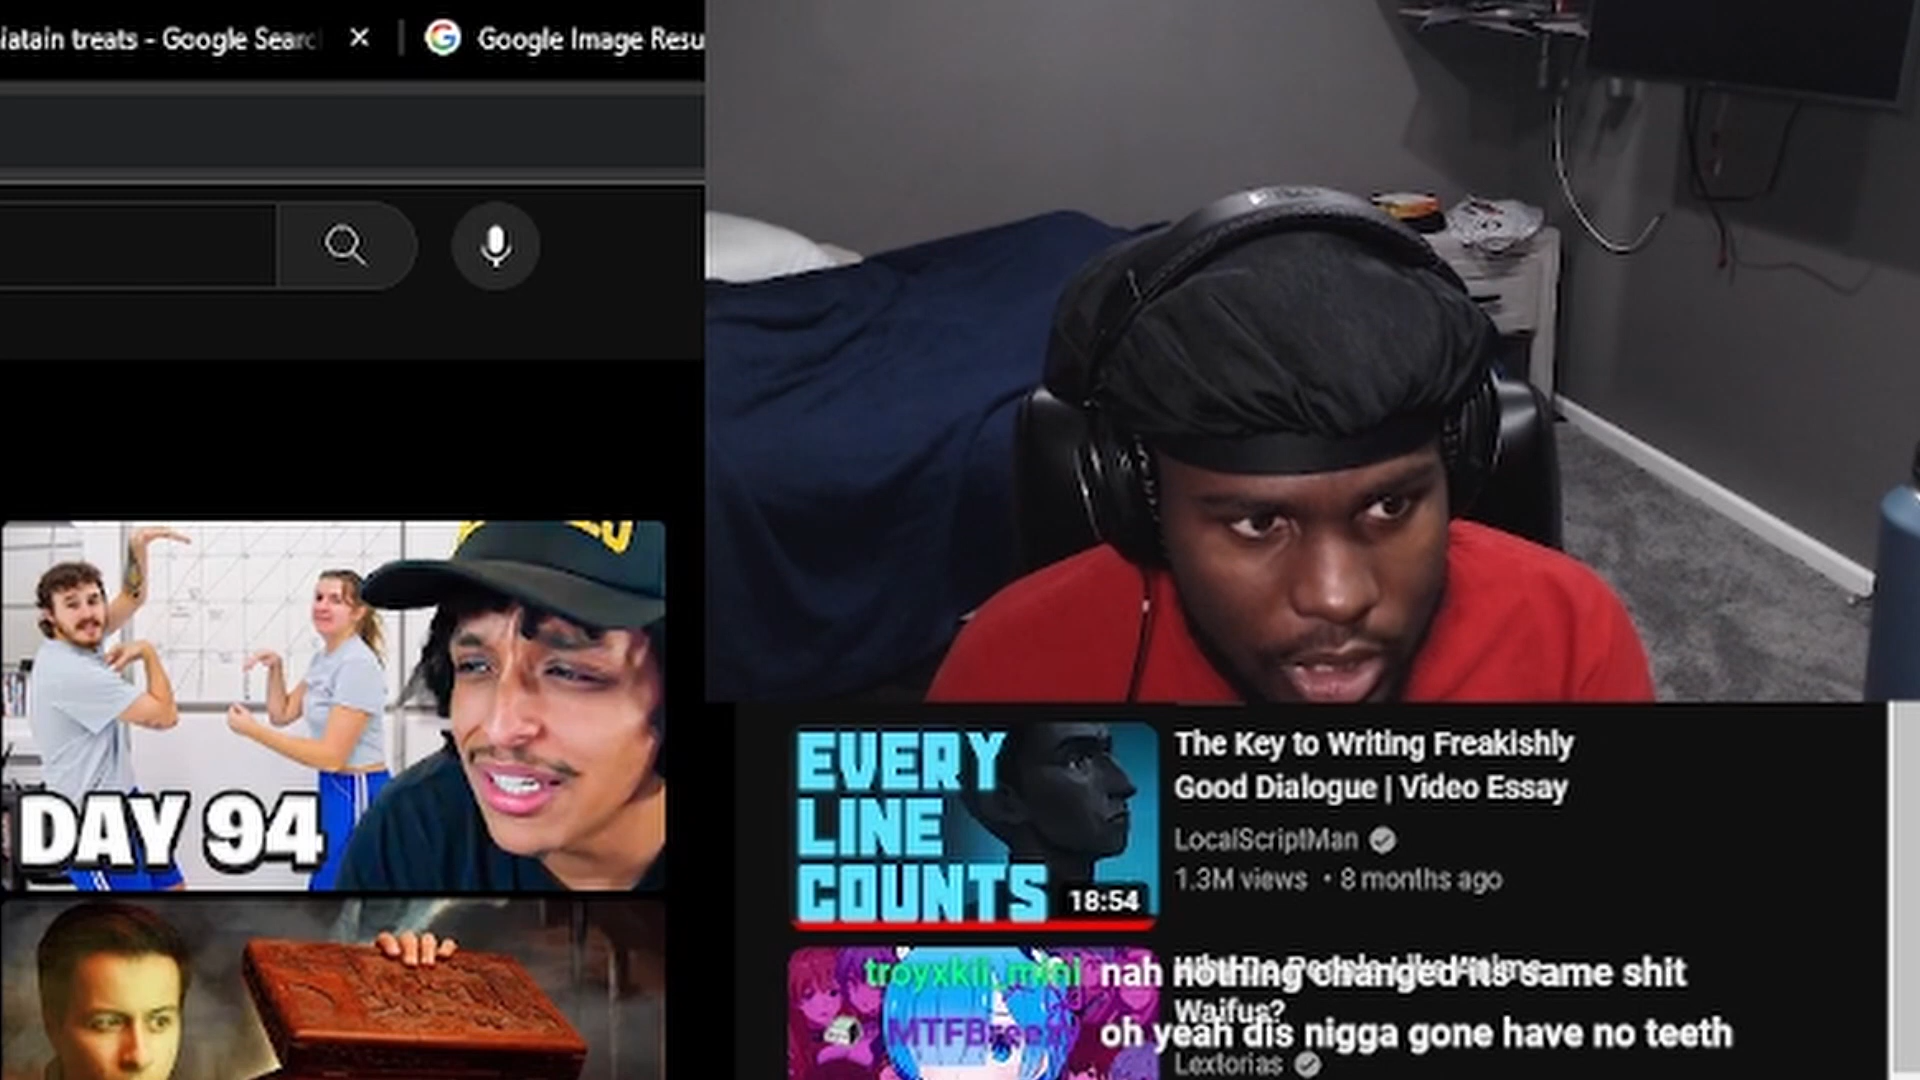 iatain treats - Google Searc
Google Image Resu
DAY 94
EVERY
LINE
COUNTS
18:54
The Key to Writing Freakishly
Good Dialogue | Video Essay
LocalScriptMan
1.3M views • 8 months ago
troyxkii_mini nah nothing changed its same shit
Waifus?
oh yeah dis nigga gone have no teeth
Lextorias